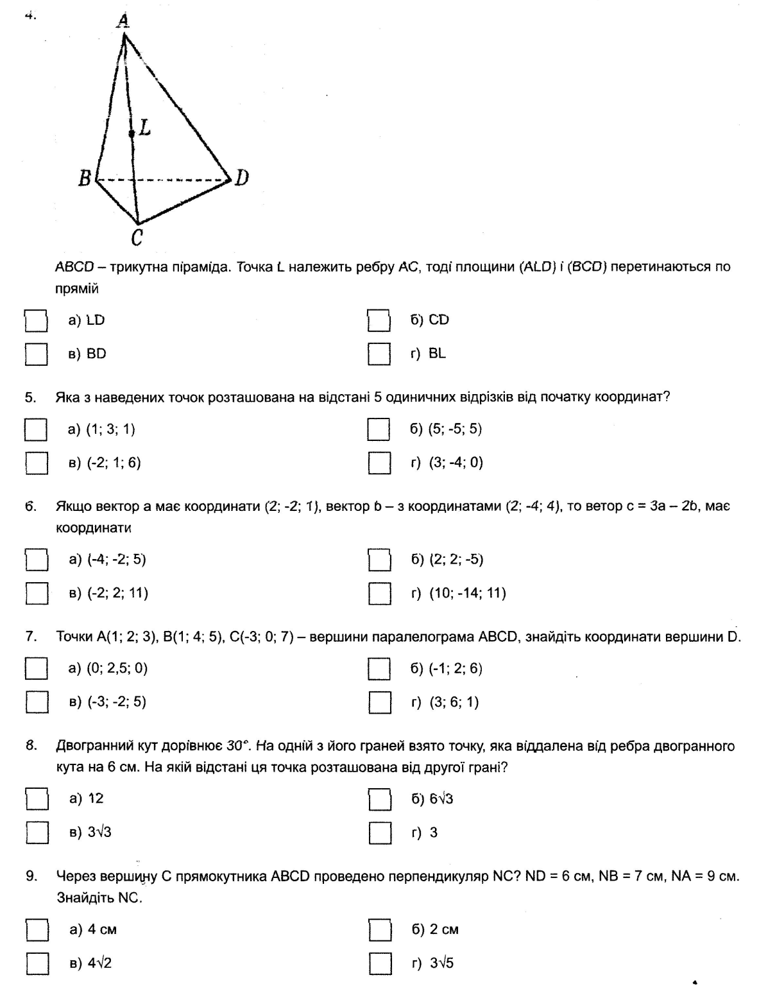 4.
A
L
B
D
C
ABCD – трикутна піраміда. Точка L належить ребру AC, тоді площини (ALD) і (BCD) перетинаються по
прямій
а) LD
б) CD
в) BD
г) BL
5. Яка з наведених точок розташована на відстані 5 одиничних відрізків від початку координат?
а) (1; 3; 1)
б) (5; -5; 5)
в) (-2; 1; 6)
г) (3; -4; 0)
6. Якщо вектор a має координати (2; -2; 1), вектор b – з координатами (2; -4; 4), то ветор c = 3a – 2b, має
координати
а) (-4; -2; 5)
б) (2; 2; -5)
в) (-2; 2; 11)
г) (10; -14; 11)
7. Точки A(1; 2; 3), B(1; 4; 5), C(-3; 0; 7) – вершини паралелограма ABCD, знайдіть координати вершини D.
а) (0; 2,5; 0)
б) (-1; 2; 6)
в) (-3; -2; 5)
г) (3; 6; 1)
8. Двогранний кут дорівнює 30°. На одній з його граней взято точку, яка віддалена від ребра двогранного
кута на 6 см. На якій відстані ця точка розташована від другої грані?
а) 12
б) 6√3
в) 3√3
г) 3
9. Через вершину C прямокутника ABCD проведено перпендикуляр NC? ND = 6 см, NB = 7 см, NA = 9 см.
Знайдіть NC.
а) 4 см
б) 2 см
в) 4√2
г) 3√5